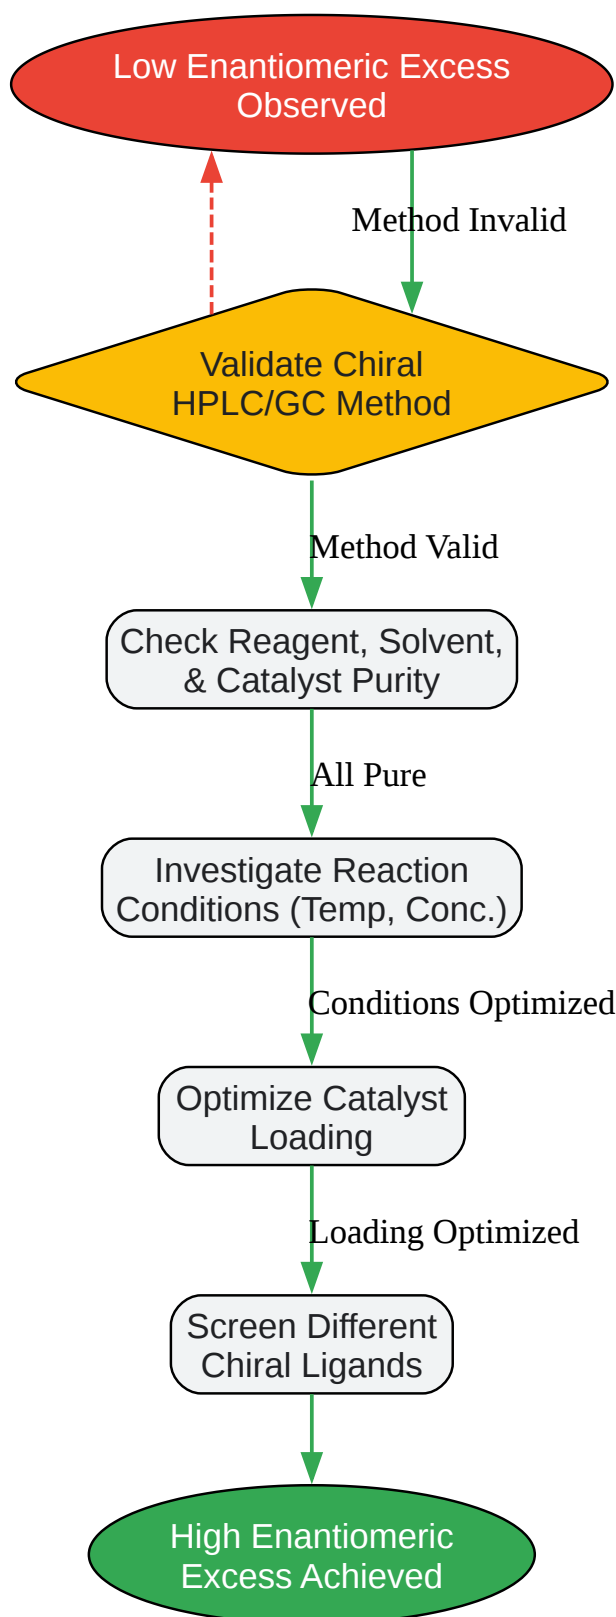 Low Enantiomeric Excess
Observed
Method Invalid
Validate Chiral
HPLC/GC Method
Method Valid
Check Reagent, Solvent,
& Catalyst Purity
All Pure
Investigate Reaction
Conditions (Temp, Conc.)
Conditions Optimized
Optimize Catalyst
Loading
Loading Optimized
Screen Different
Chiral Ligands
High Enantiomeric
Excess Achieved